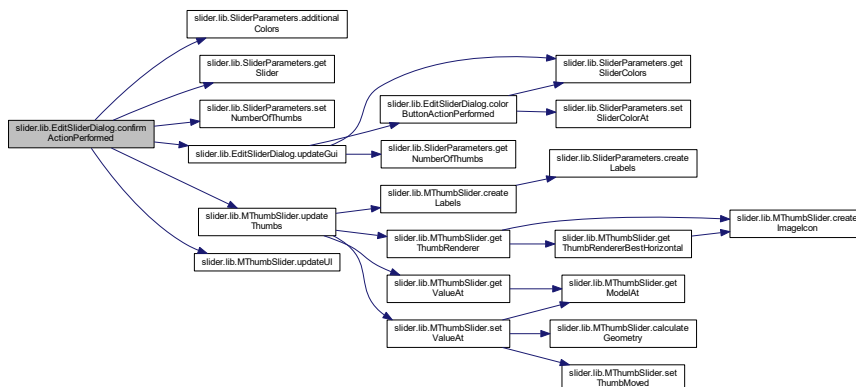 slider.lib.SliderParameters.additional
Colors
slider.lib.SliderParameters.get
Slider
slider.lib.SliderParameters.get
SliderColors
slider.lib.EditSliderDialog.color
ButtonActionPerformed
slider.lib.SliderParameters.set
NumberOfThumbs
slider.lib.SliderParameters.set
SliderColorAt
slider.lib.EditSliderDialog.confirm
ActionPerformed
slider.lib.EditSliderDialog.updateGui
slider.lib.SliderParameters.get
NumberOfThumbs
slider.lib.SliderParameters.create
Labels
slider.lib.MThumbSlider.create
Labels
slider.lib.MThumbSlider.update
Thumbs
slider.lib.MThumbSlider.create
ImageIcon
slider.lib.MThumbSlider.get
ThumbRenderer
slider.lib.MThumbSlider.get
ThumbRendererBestHorizontal
slider.lib.MThumbSlider.updateUI
slider.lib.MThumbSlider.get
ValueAt
slider.lib.MThumbSlider.get
ModelAt
slider.lib.MThumbSlider.set
ValueAt
slider.lib.MThumbSlider.calculate
Geometry
slider.lib.MThumbSlider.set
ThumbMoved